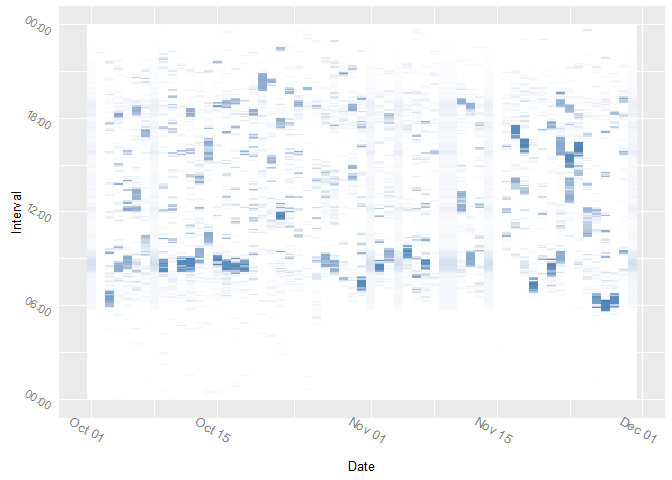 00:00
18:00
12:00
06:00
00:00
Interval
Oct 01
Oct 15
Nov 01
Nov 15
Dec 01
Date